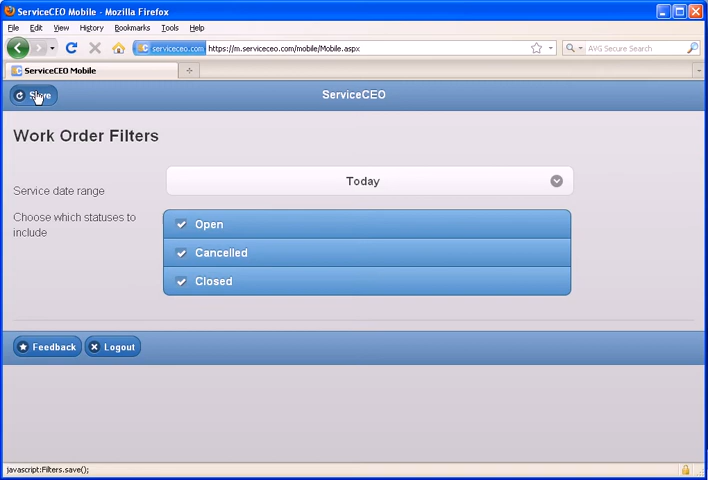 ServiceCEO Mobile - Mozilla Firefox
File Edit View History Bookmarks Tools Help
serviceceo.com https://m.serviceceo.com/mobile/Mobile.aspx AVG Secure Search
ServiceCEO Mobile
Save ServiceCEO
Work Order Filters
Service date range Today
Choose which statuses to
include
Open
Cancelled
Closed
Feedback Logout
javascript:Filters.save();